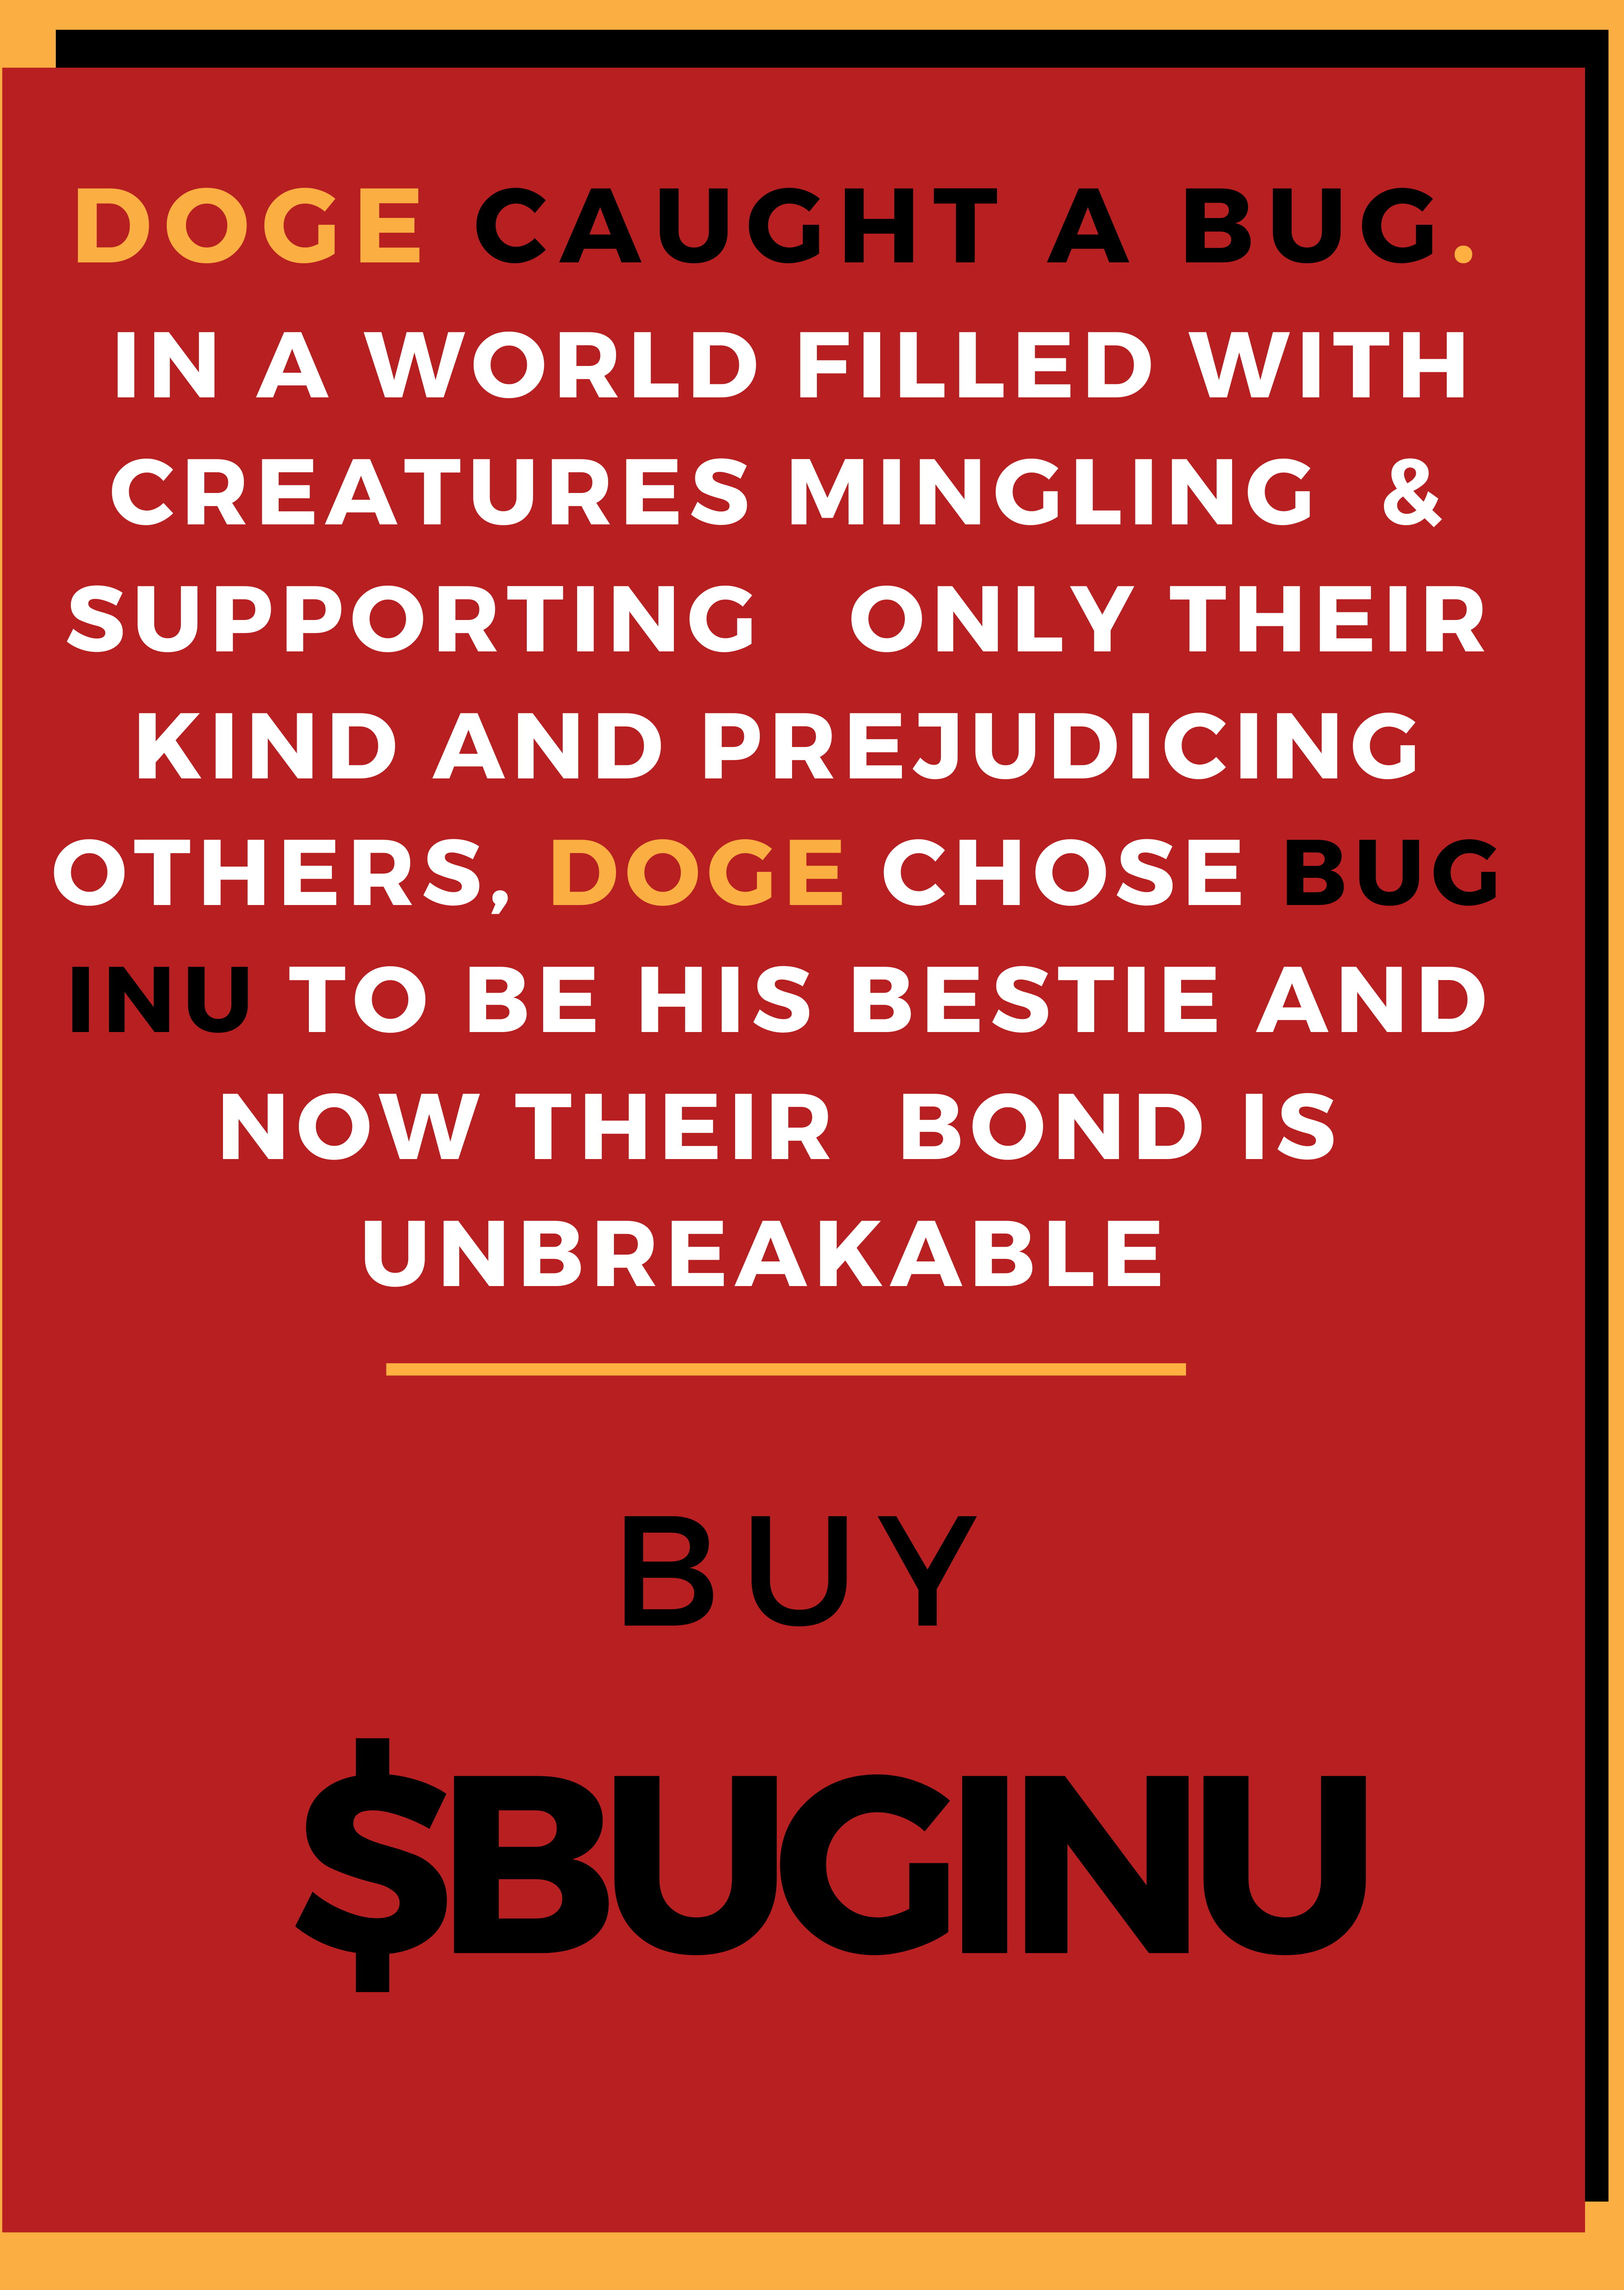 DOGE CAUGHT A BUG.
IN A WORLD FILLED WITH
CREATURES MINGLING &
SUPPORTING ONLY THEIR
KIND AND PREJUDICING
OTHERS, DOGE CHOSE BUG
INU TO BE HIS BESTIE AND
NOW THEIR BOND IS
UNBREAKABLE
BUY
$BUGINU